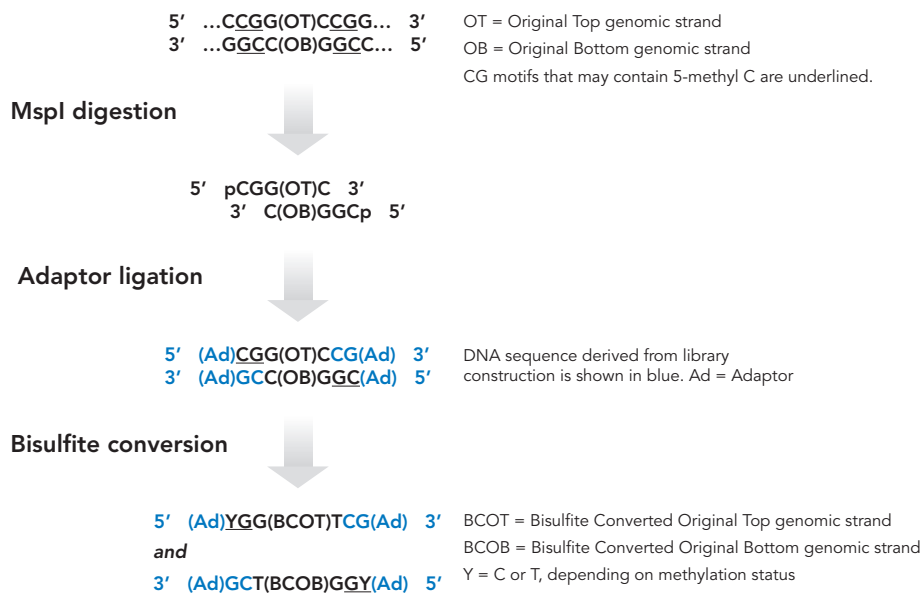 5′ …CCGG(OT)CCGG… 3′
3′ …GGCC(OB)GGCC… 5′
OT = Original Top genomic strand
OB = Original Bottom genomic strand
CG motifs that may contain 5-methyl C are underlined.
MspI digestion
5′ pCGG(OT)C 3′
3′ C(OB)GGCp 5′
Adaptor ligation
5′ (Ad)CGG(OT)CCG(Ad) 3′
3′ (Ad)GCC(OB)GGC(Ad) 5′
DNA sequence derived from library
construction is shown in blue. Ad = Adaptor
Bisulfite conversion
5′ (Ad)YGG(BCOT)TCG(Ad) 3′
and
3′ (Ad)GCT(BCOB)GGY(Ad) 5′
BCOT = Bisulfite Converted Original Top genomic strand
BCOB = Bisulfite Converted Original Bottom genomic strand
Y = C or T, depending on methylation status